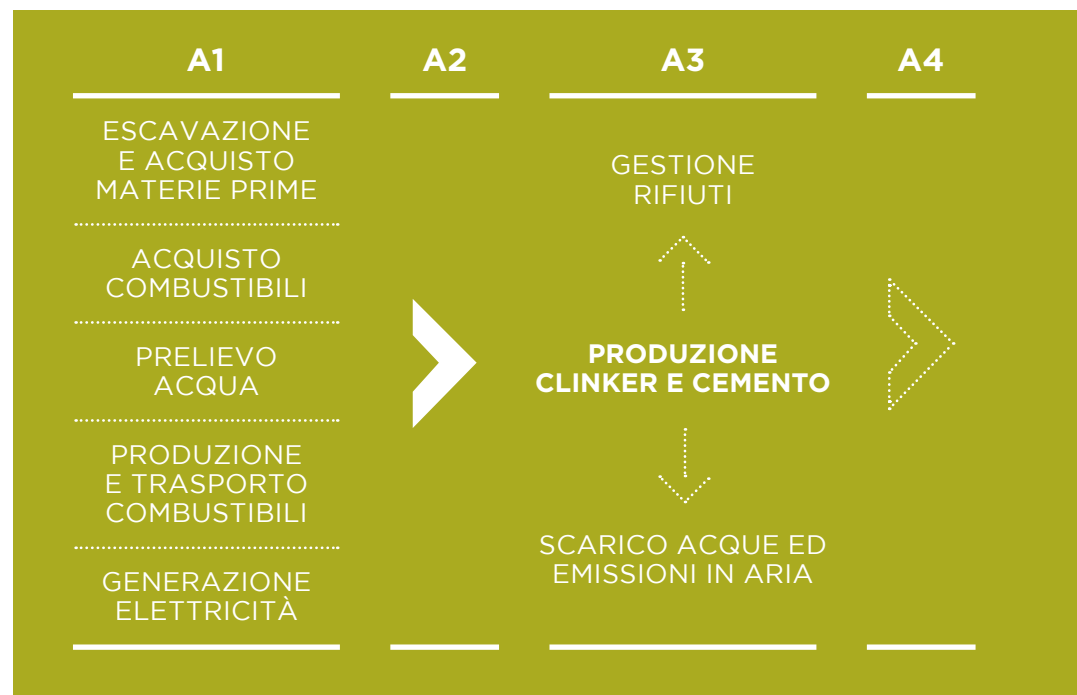 A1
ESCAVAZIONE
E ACQUISTO
MATERIE PRIME
ACQUISTO
COMBUSTIBILI
PRELIEVO
ACQUA
PRODUZIONE
E TRASPORTO
COMBUSTIBILI
GENERAZIONE
ELETTRICITÀ
A2
A3
GESTIONE
RIFIUTI
PRODUZIONE
CLINKER E CEMENTO
SCARICO ACQUE ED
EMISSIONI IN ARIA
A4